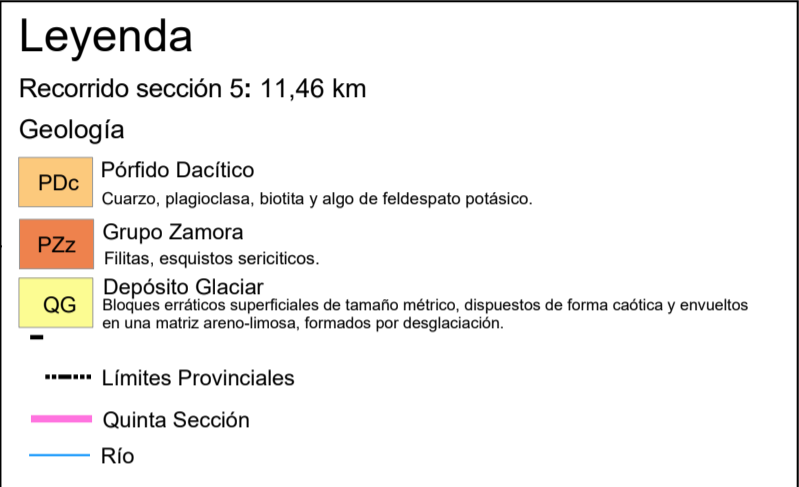 Leyenda
Recorrido sección 5: 11,46 km
Geología
PDc
Pórfido Dacítico
Cuarzo, plagioclasa, biotita y algo de feldespato potásico.
PZz
Grupo Zamora
Filitas, esquistos sericiticos.
QG
Depósito Glaciar
Bloques erráticos superficiales de tamaño métrico, dispuestos de forma caótica y envueltos
en una matriz areno-limosa, formados por desglaciación.
Límites Provinciales
Quinta Sección
Río